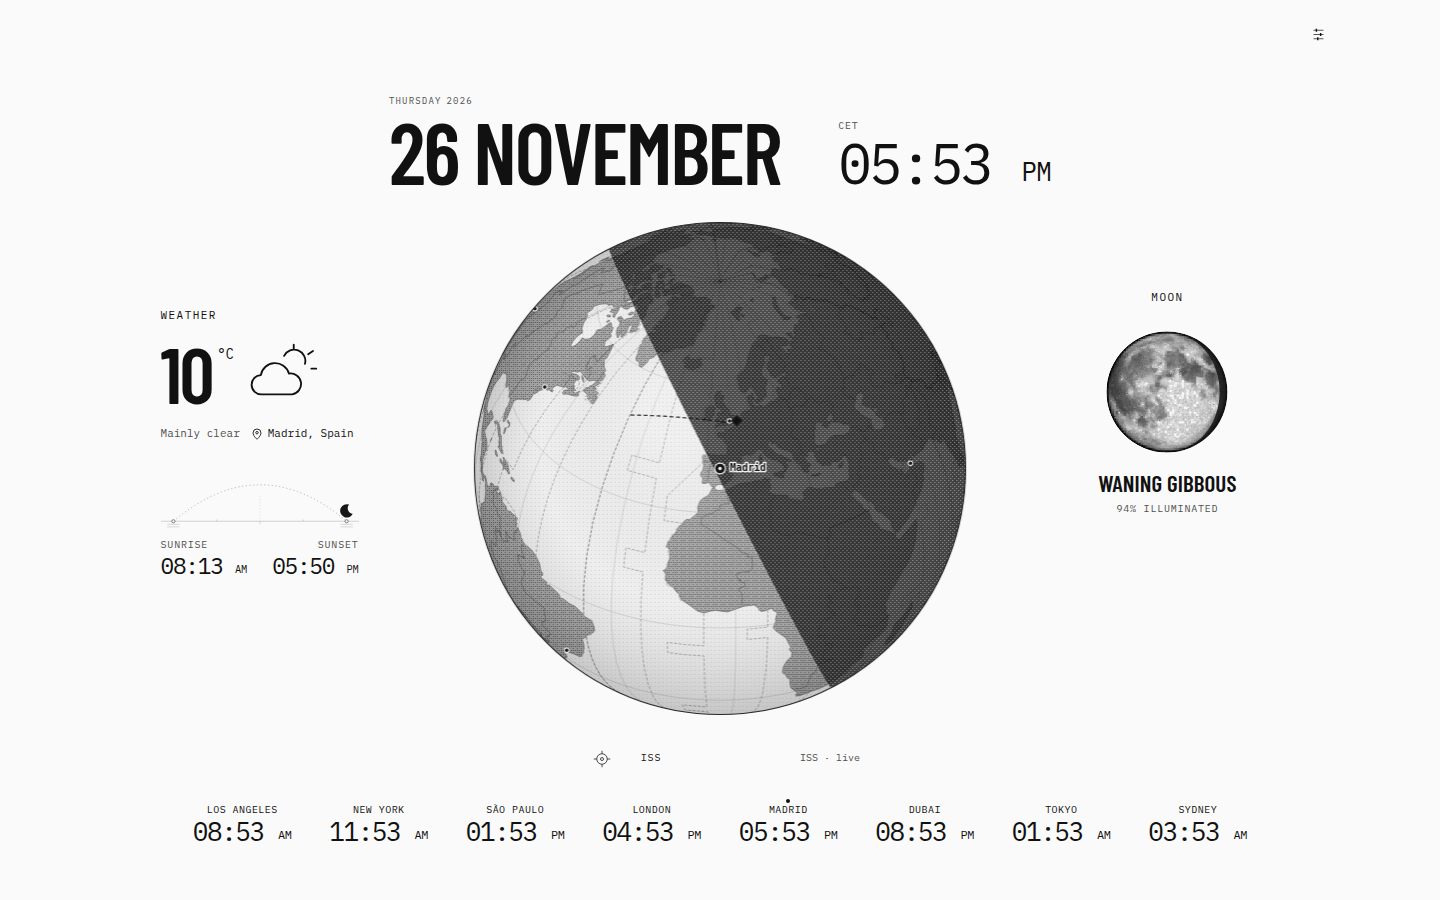 THURSDAY 2026
26 NOVEMBER
CET
05:53 PM
WEATHER
10 °C
Mainly clear Madrid, Spain
SUNRISE SUNSET
08:13 AM 05:50 PM
Madrid
MOON
WANING GIBBOUS
94% ILLUMINATED
ISS ISS · live
LOS ANGELES NEW YORK SÃO PAULO LONDON MADRID DUBAI TOKYO SYDNEY
08:53 AM 11:53 AM 01:53 PM 04:53 PM 05:53 PM 08:53 PM 01:53 AM 03:53 AM